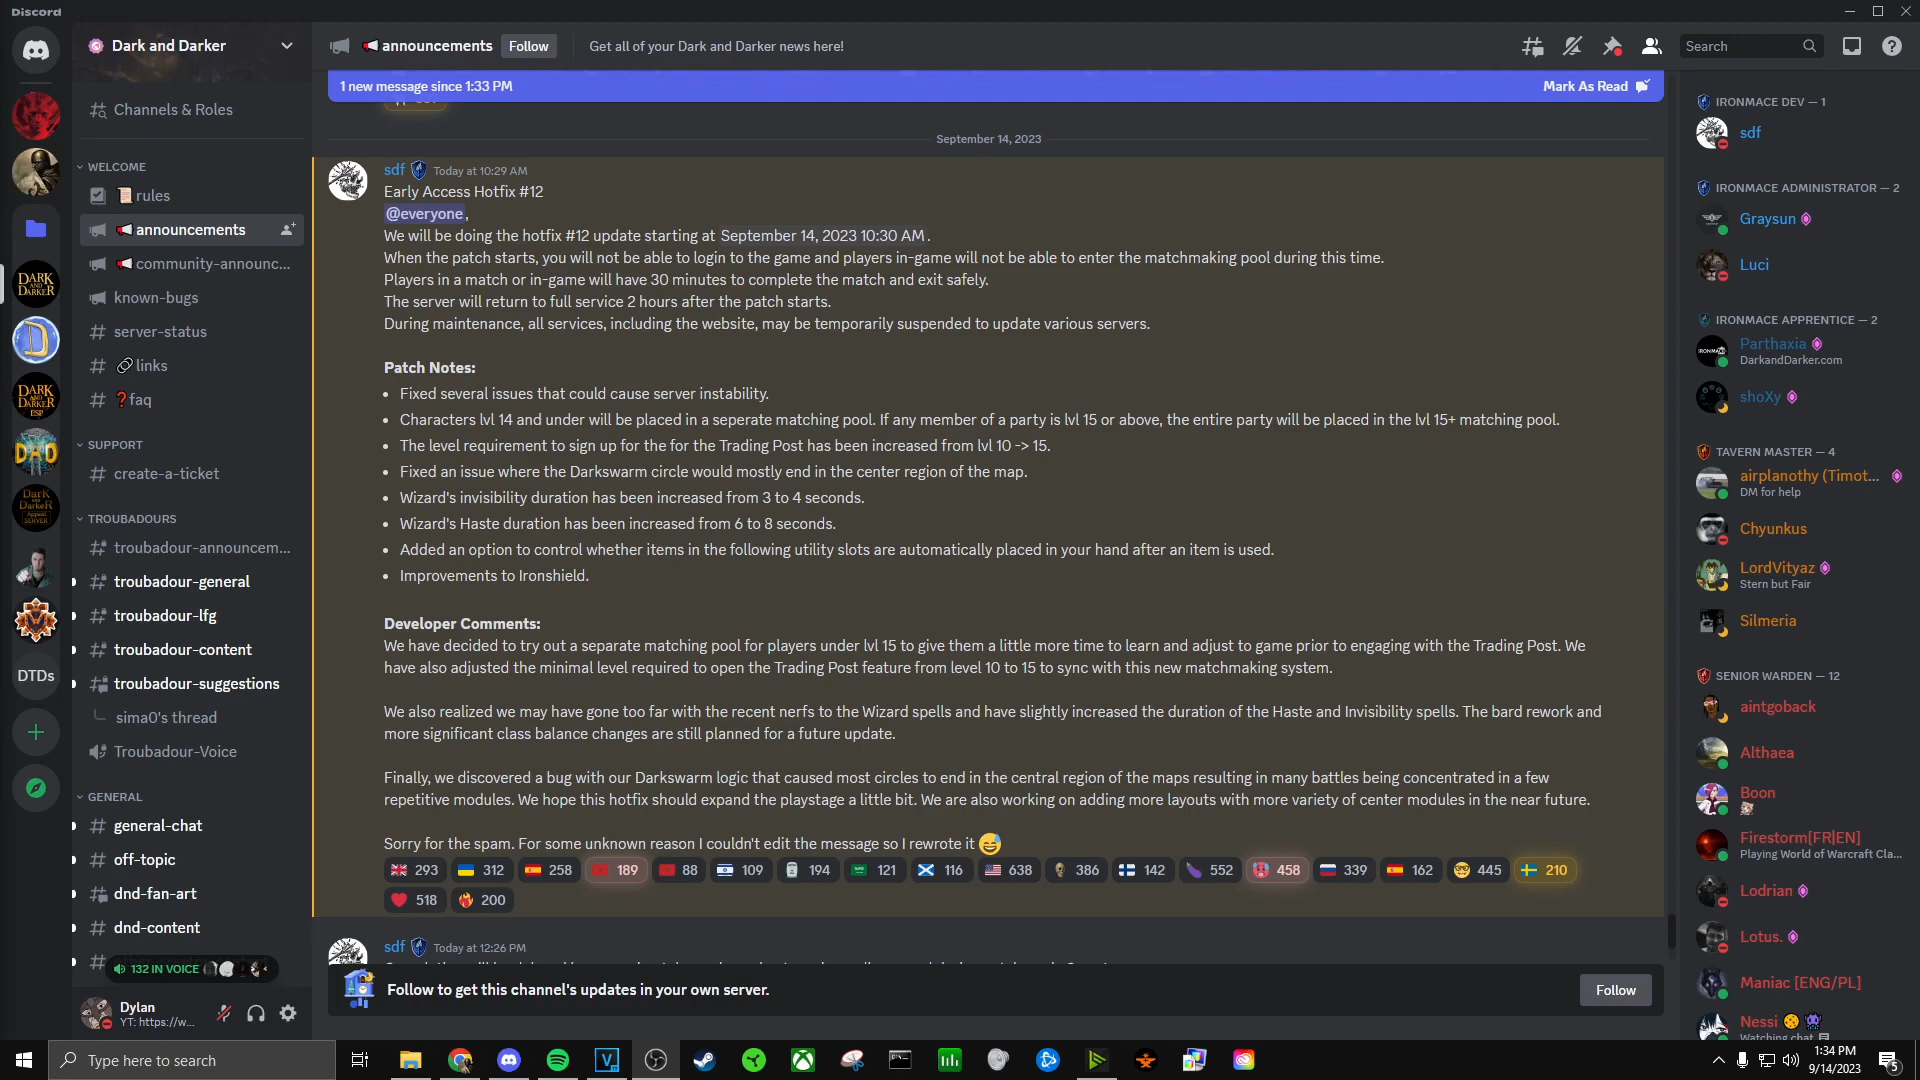 Discord
Dark and Darker
announcements
Follow
Get all of your Dark and Darker news here!
Search
Channels & Roles
WELCOME
rules
announcements
community-announc...
known-bugs
server-status
links
faq
SUPPORT
create-a-ticket
TROUBADOURS
troubadour-announcem...
troubadour-general
troubadour-lfg
troubadour-content
troubadour-suggestions
sima0's thread
Troubadour-Voice
GENERAL
general-chat
off-topic
dnd-fan-art
dnd-content
132 IN VOICE
Dylan
YT: https://w...
DARK AND DARKER
DARK AND DARKER ESP
DAD
DARK AND DARKER
DTDs
1 new message since 1:33 PM
Mark As Read
September 14, 2023
sdf Today at 10:29 AM
Early Access Hotfix #12
@everyone,
We will be doing the hotfix #12 update starting at September 14, 2023 10:30 AM.
When the patch starts, you will not be able to login to the game and players in-game will not be able to enter the matchmaking pool during this time.
Players in a match or in-game will have 30 minutes to complete the match and exit safely.
The server will return to full service 2 hours after the patch starts.
During maintenance, all services, including the website, may be temporarily suspended to update various servers.
Patch Notes:
• Fixed several issues that could cause server instability.
• Characters lvl 14 and under will be placed in a seperate matching pool. If any member of a party is lvl 15 or above, the entire party will be placed in the lvl 15+ matching pool.
• The level requirement to sign up for the for the Trading Post has been increased from lvl 10 -> 15.
• Fixed an issue where the Darkswarm circle would mostly end in the center region of the map.
• Wizard's invisibility duration has been increased from 3 to 4 seconds.
• Wizard's Haste duration has been increased from 6 to 8 seconds.
• Added an option to control whether items in the following utility slots are automatically placed in your hand after an item is used.
• Improvements to Ironshield.
Developer Comments:
We have decided to try out a separate matching pool for players under lvl 15 to give them a little more time to learn and adjust to game prior to engaging with the Trading Post. We
have also adjusted the minimal level required to open the Trading Post feature from level 10 to 15 to sync with this new matchmaking system.
We also realized we may have gone too far with the recent nerfs to the Wizard spells and have slightly increased the duration of the Haste and Invisibility spells. The bard rework and
more significant class balance changes are still planned for a future update.
Finally, we discovered a bug with our Darkswarm logic that caused most circles to end in the central region of the maps resulting in many battles being concentrated in a few
repetitive modules. We hope this hotfix should expand the playstage a little bit. We are also working on adding more layouts with more variety of center modules in the near future.
Sorry for the spam. For some unknown reason I couldn't edit the message so I rewrote it
293 312 258 189 88 109 194 121 116 638 386 142 552 458 339 162 445 210
518 200
sdf Today at 12:26 PM
Follow to get this channel's updates in your own server.
Follow
IRONMACE DEV — 1
sdf
IRONMACE ADMINISTRATOR — 2
Graysun
Luci
IRONMACE APPRENTICE — 2
Parthaxia
DarkandDarker.com
shoXy
TAVERN MASTER — 4
airplanothy (Timot...
DM for help
Chyunkus
LordVityaz
Stern but Fair
Silmeria
SENIOR WARDEN — 12
aintgoback
Althaea
Boon
Firestorm[FR|EN]
Playing World of Warcraft Cla...
Lodrian
Lotus.
Maniac [ENG/PL]
Nessi
Watching chat
Type here to search
1:34 PM
9/14/2023
5